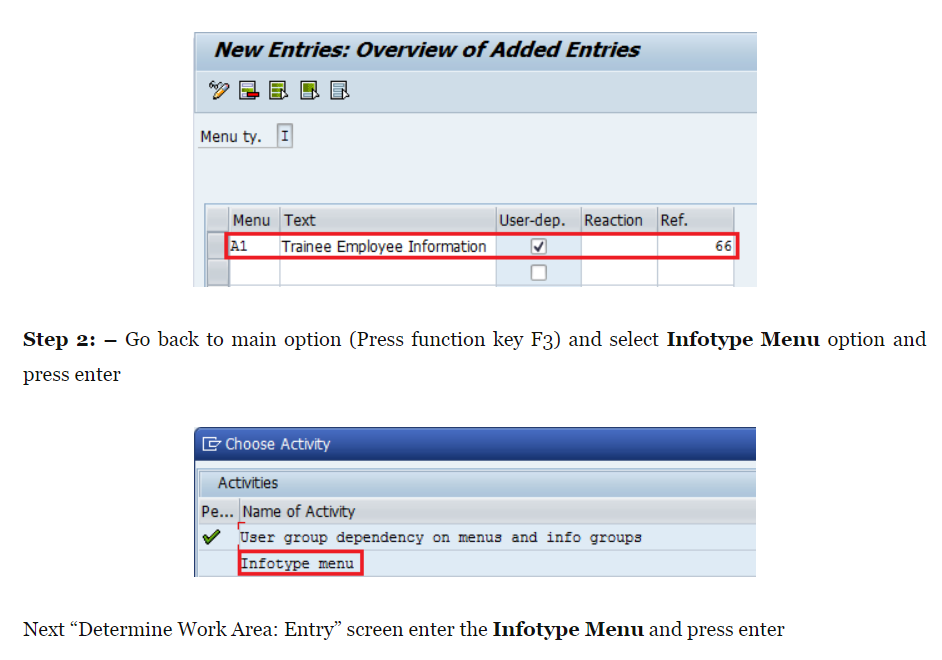 New Entries: Overview of Added Entries
Menu ty. I
Menu Text User-dep. Reaction Ref.
A1 Trainee Employee Information 66
Step 2: – Go back to main option (Press function key F3) and select Infotype Menu option and
press enter
Choose Activity
Activities
Pe... Name of Activity
User group dependency on menus and info groups
Infotype menu
Next “Determine Work Area: Entry” screen enter the Infotype Menu and press enter